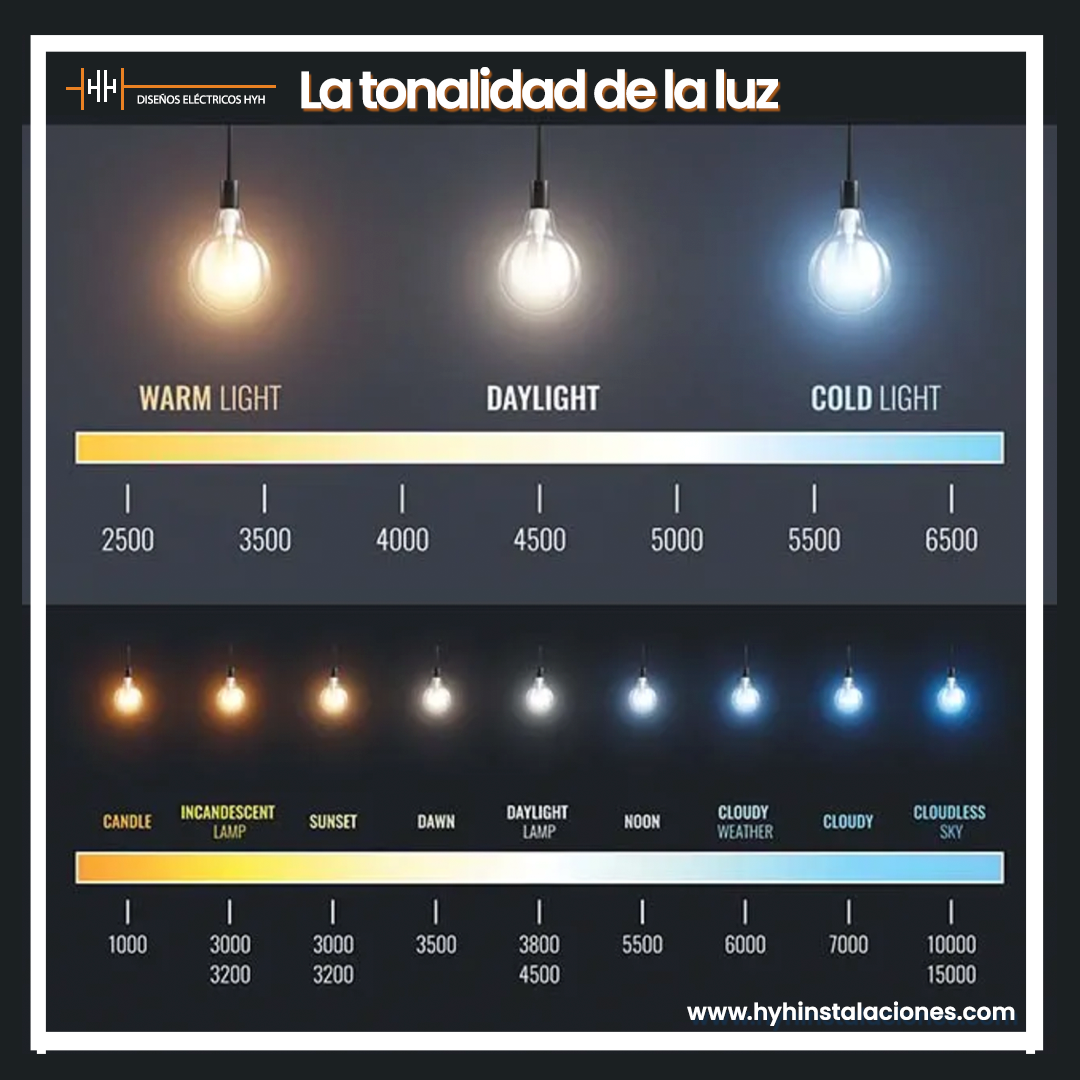 HH
DISEÑOS ELÉCTRICOS HYH
La tonalidad de la luz
WARM LIGHT
DAYLIGHT
COLD LIGHT
2500 3500 4000 4500 5000 5500 6500
CANDLE
INCANDESCENT
LAMP
SUNSET
DAWN
DAYLIGHT
LAMP
NOON
CLOUDY
WEATHER
CLOUDY
CLOUDLESS
SKY
1000 3000 3000 3500 3800 5500 6000 7000 10000
3200 3200 4500 15000
www.hyhinstalaciones.com